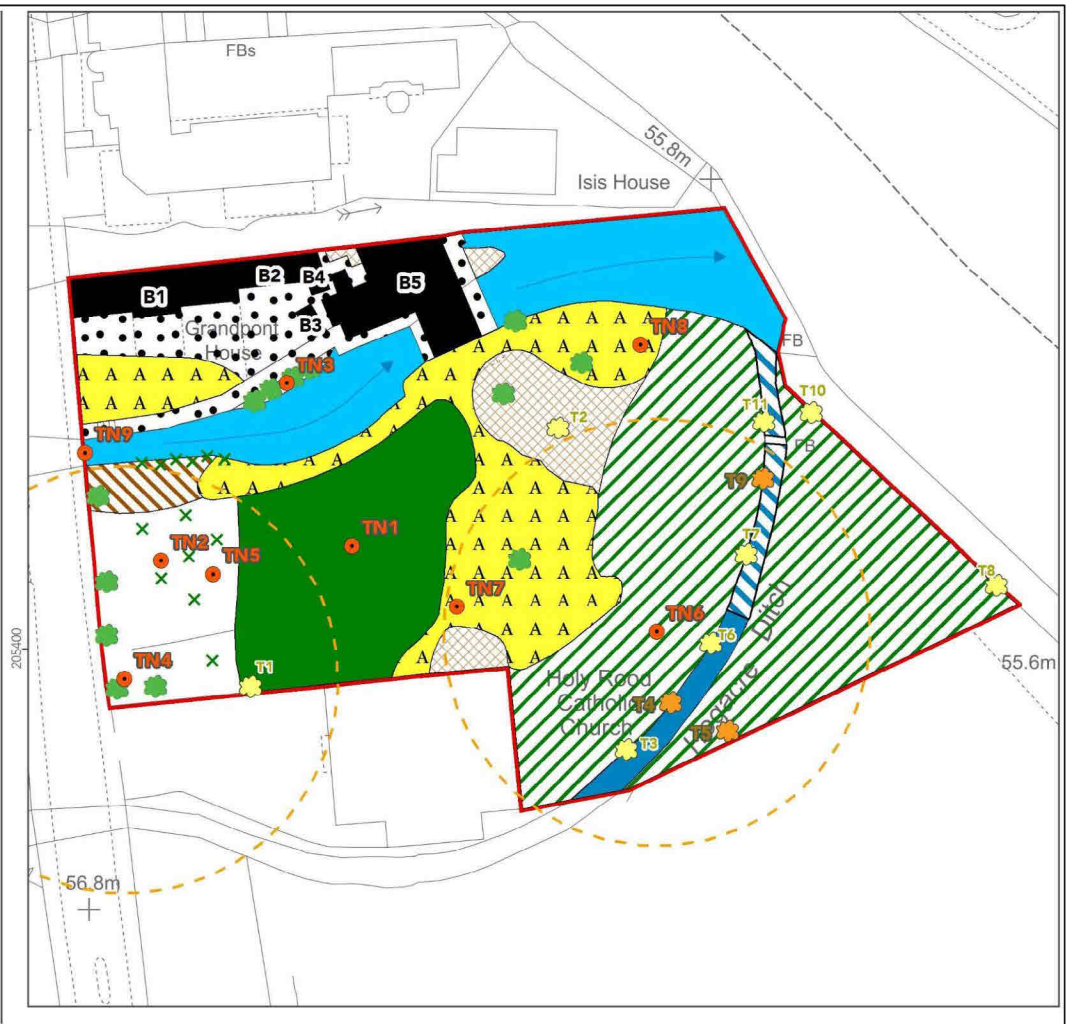 FBs
55.8m
Isis House
B1
B2
B4
B5
B3
Grandpont
House
TN3
TN8
FB
T10
T2
T11
FB
TN9
T9
TN2
TN5
TN1
T7
T8
TN7
TN6
T6
Ditch
205400
TN4
T1
Holy Rood
Catholic
Church
T4
T5
T3
55.6m
56.8m